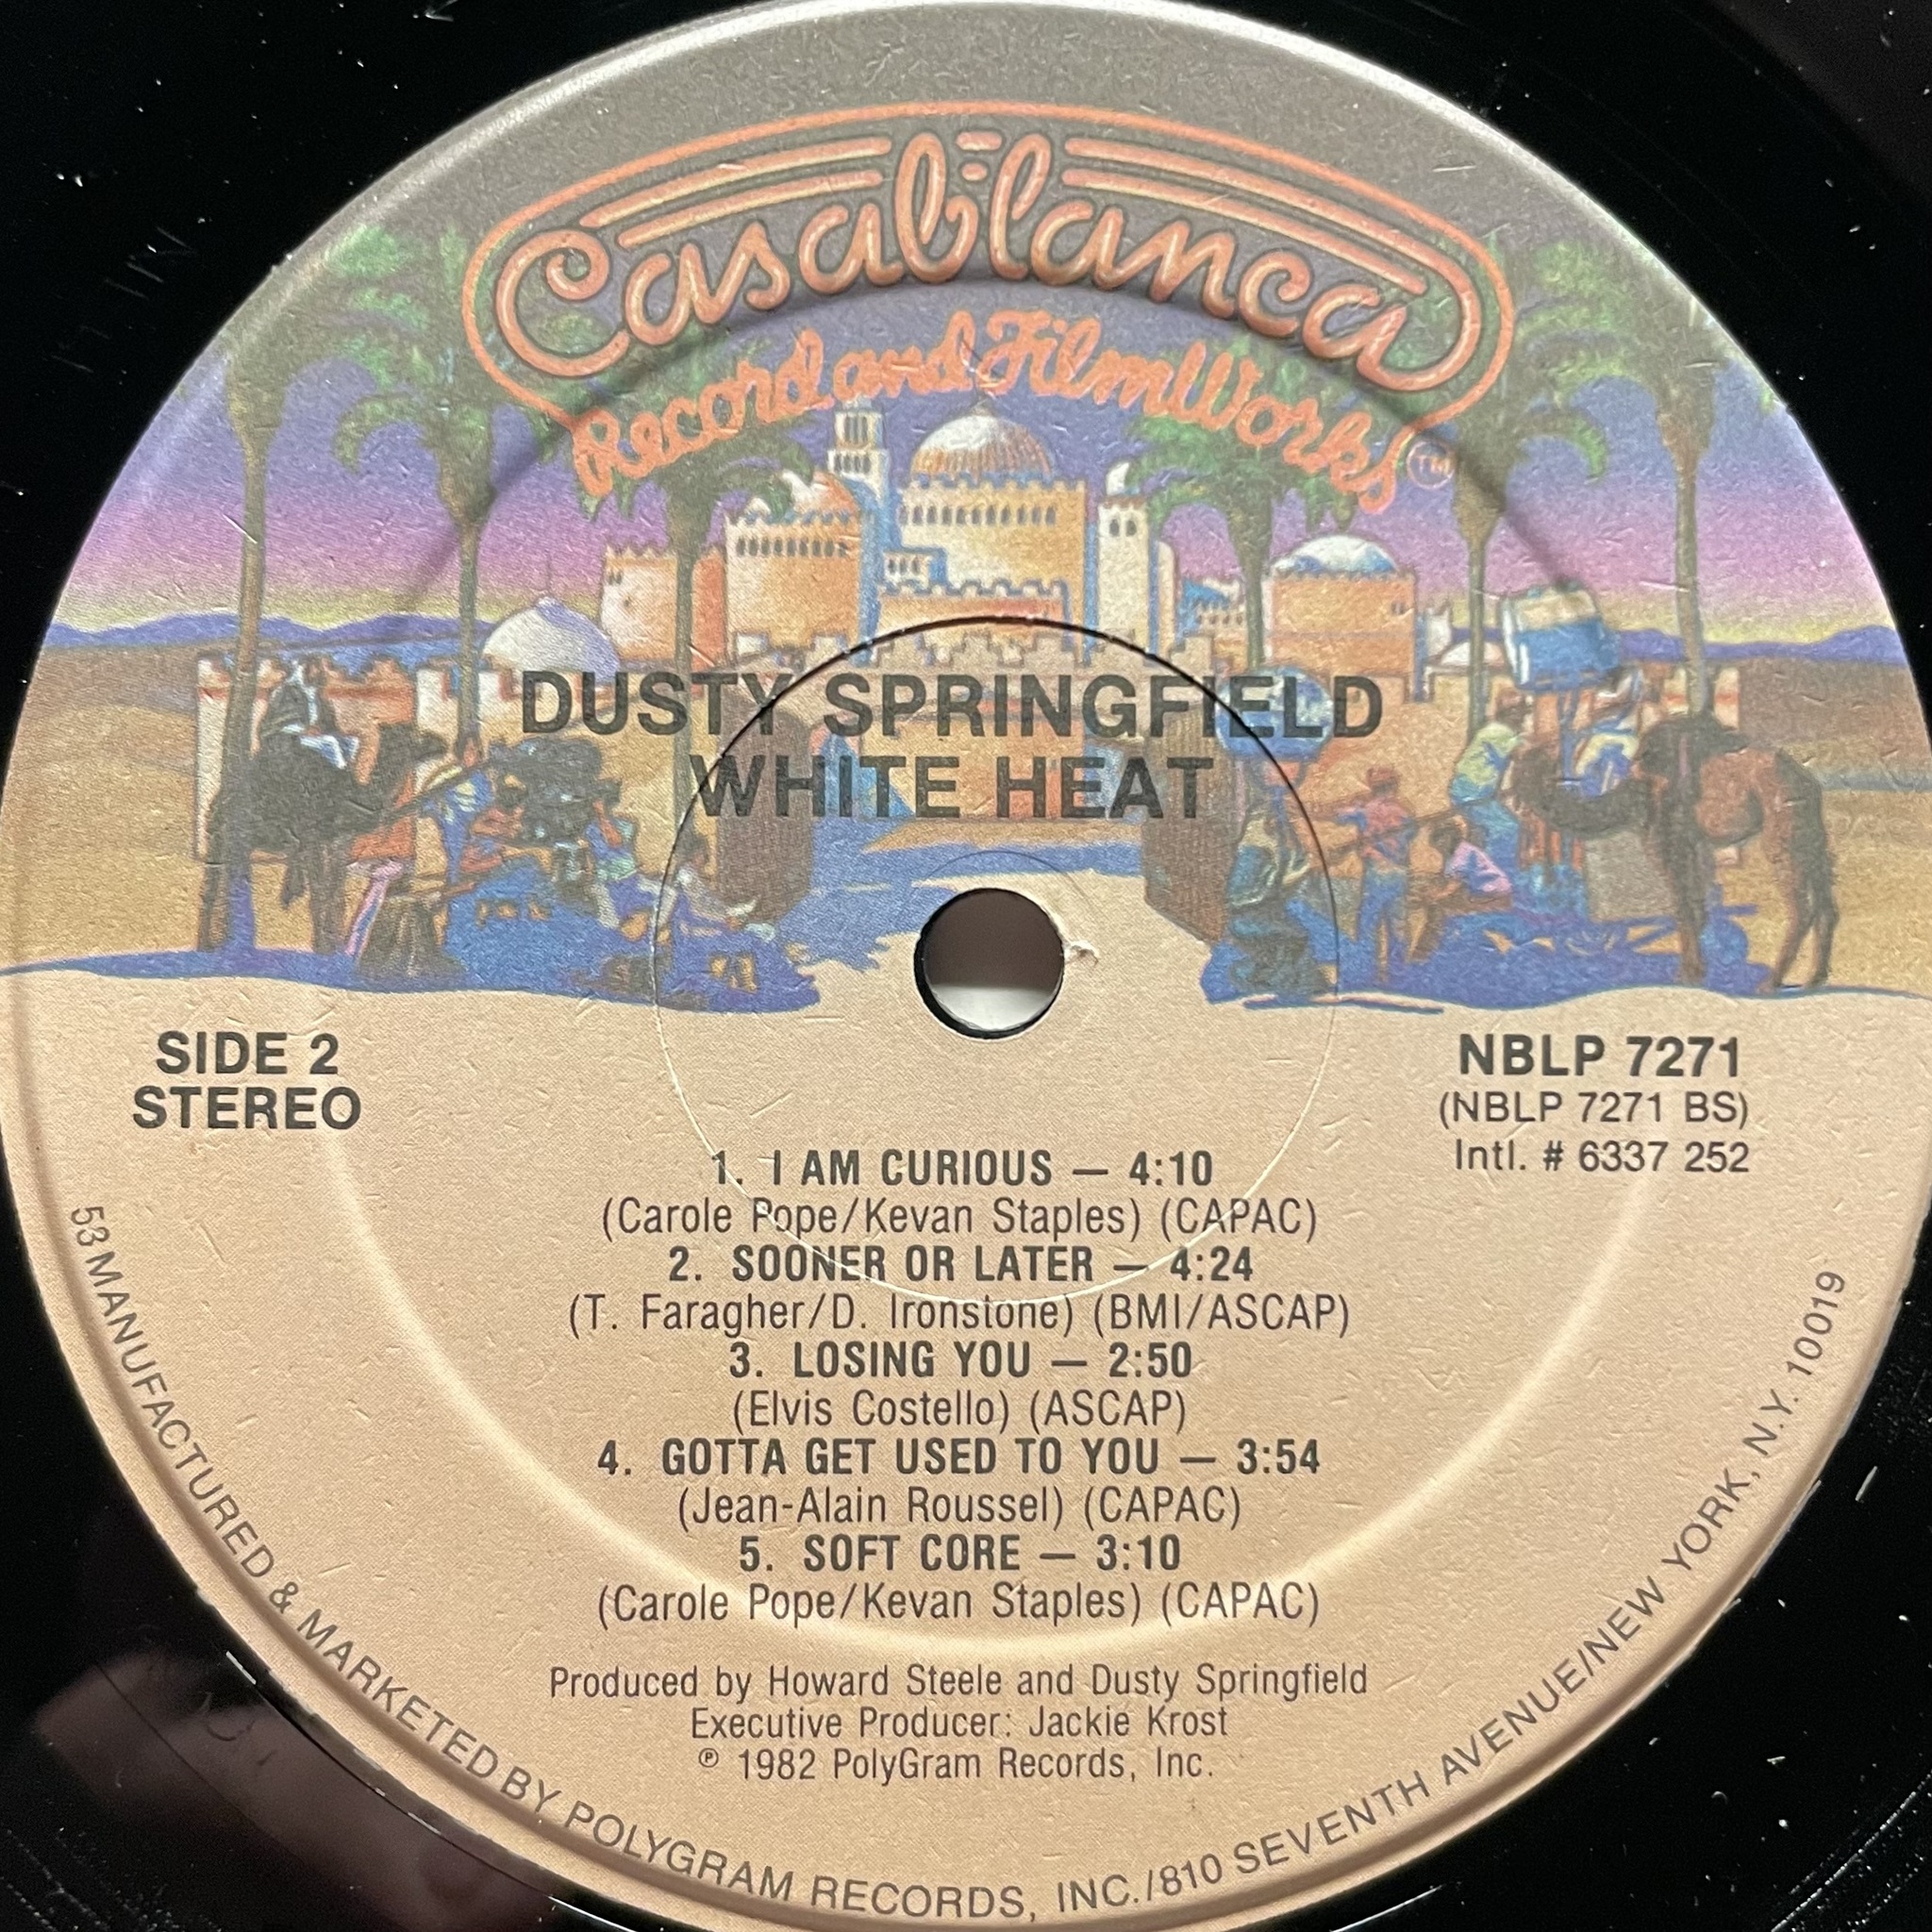 Casablanca
Record and FilmWorks™
DUSTY SPRINGFIELD
WHITE HEAT
SIDE 2
STEREO
NBLP 7271
(NBLP 7271 BS)
Intl. # 6337 252
1. I AM CURIOUS — 4:10
(Carole Pope/Kevan Staples) (CAPAC)
2. SOONER OR LATER — 4:24
(T. Faragher/D. Ironstone) (BMI/ASCAP)
3. LOSING YOU — 2:50
(Elvis Costello) (ASCAP)
4. GOTTA GET USED TO YOU — 3:54
(Jean-Alain Roussel) (CAPAC)
5. SOFT CORE — 3:10
(Carole Pope/Kevan Staples) (CAPAC)
Produced by Howard Steele and Dusty Springfield
Executive Producer: Jackie Krost
℗ 1982 PolyGram Records, Inc.
53 MANUFACTURED & MARKETED BY POLYGRAM RECORDS, INC./810 SEVENTH AVENUE/NEW YORK, N.Y. 10019